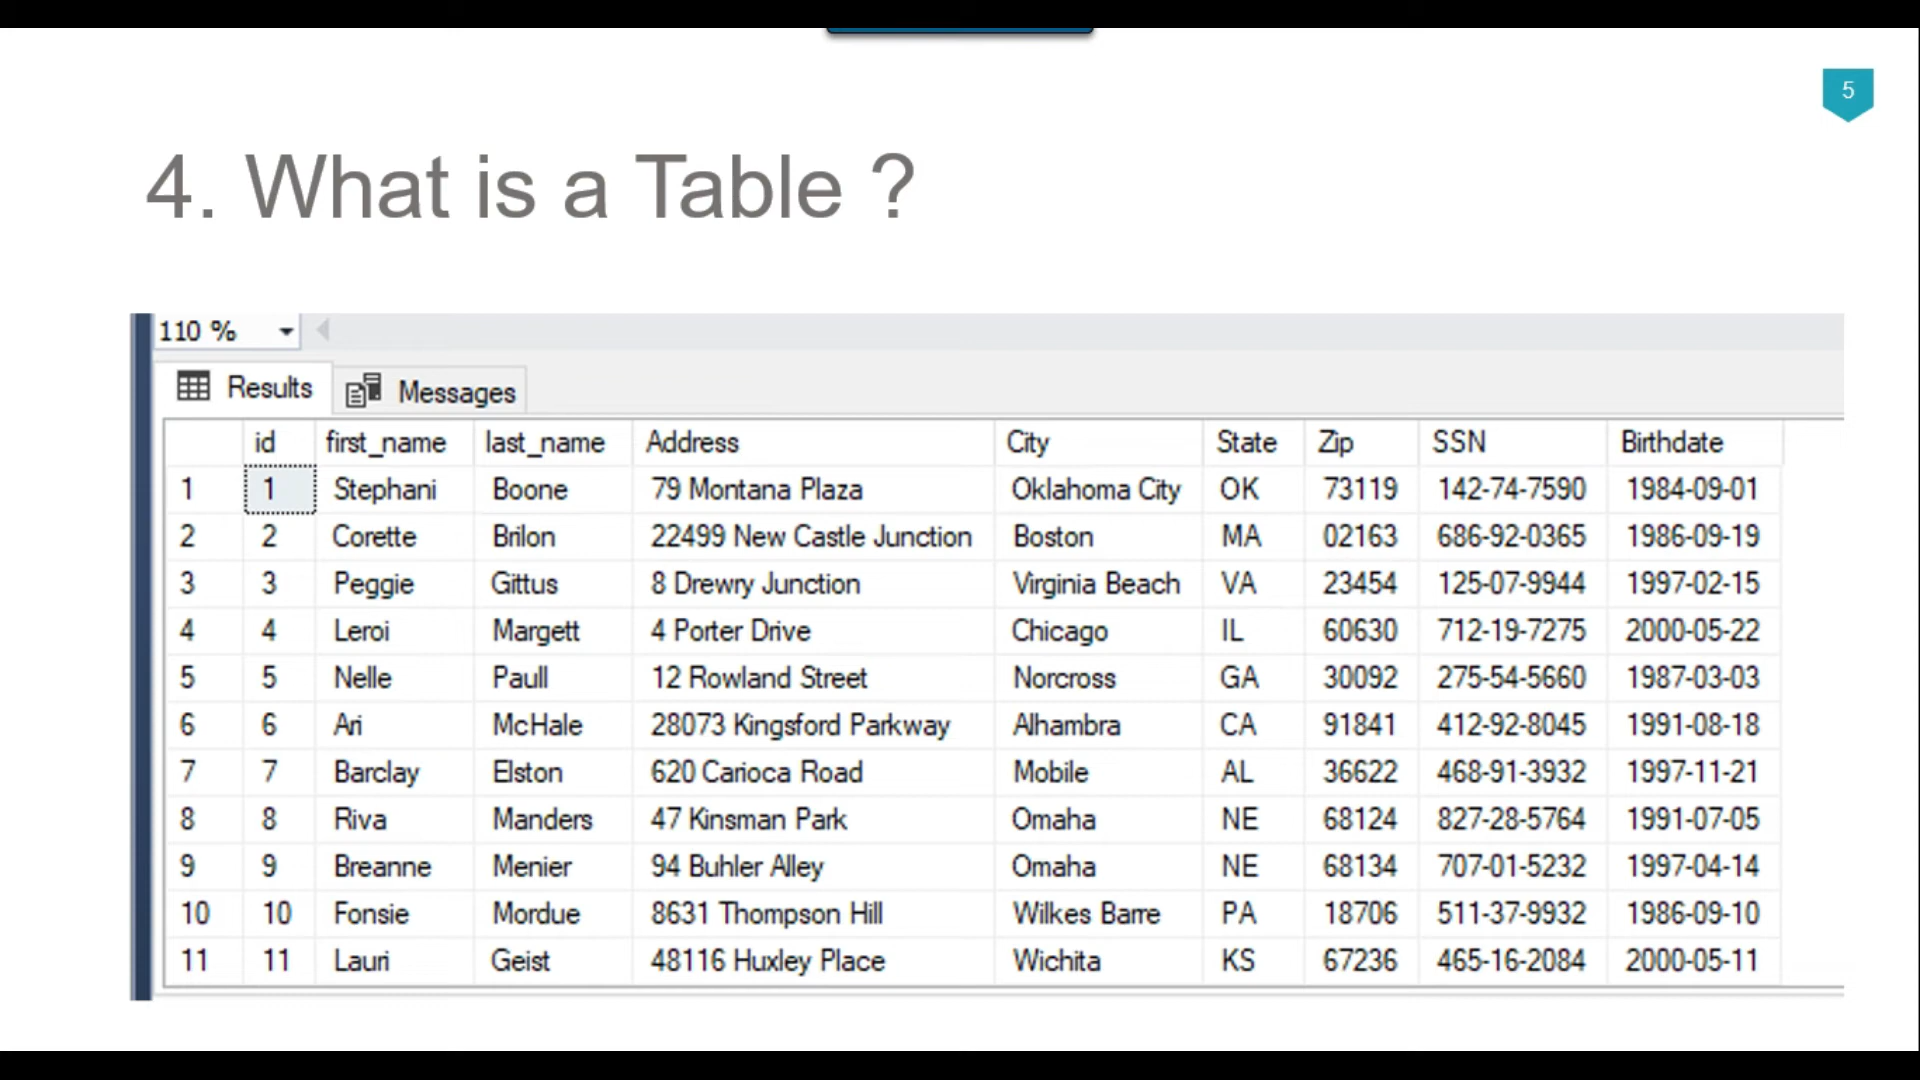 5
4. What is a Table ?
110 %
Results Messages
id first_name last_name Address City State Zip SSN Birthdate
1 1 Stephani Boone 79 Montana Plaza Oklahoma City OK 73119 142-74-7590 1984-09-01
2 2 Corette Brilon 22499 New Castle Junction Boston MA 02163 686-92-0365 1986-09-19
3 3 Peggie Gittus 8 Drewry Junction Virginia Beach VA 23454 125-07-9944 1997-02-15
4 4 Leroi Margett 4 Porter Drive Chicago IL 60630 712-19-7275 2000-05-22
5 5 Nelle Paull 12 Rowland Street Norcross GA 30092 275-54-5660 1987-03-03
6 6 Ari McHale 28073 Kingsford Parkway Alhambra CA 91841 412-92-8045 1991-08-18
7 7 Barclay Elston 620 Carioca Road Mobile AL 36622 468-91-3932 1997-11-21
8 8 Riva Manders 47 Kinsman Park Omaha NE 68124 827-28-5764 1991-07-05
9 9 Breanne Menier 94 Buhler Alley Omaha NE 68134 707-01-5232 1997-04-14
10 10 Fonsie Mordue 8631 Thompson Hill Wilkes Barre PA 18706 511-37-9932 1986-09-10
11 11 Lauri Geist 48116 Huxley Place Wichita KS 67236 465-16-2084 2000-05-11